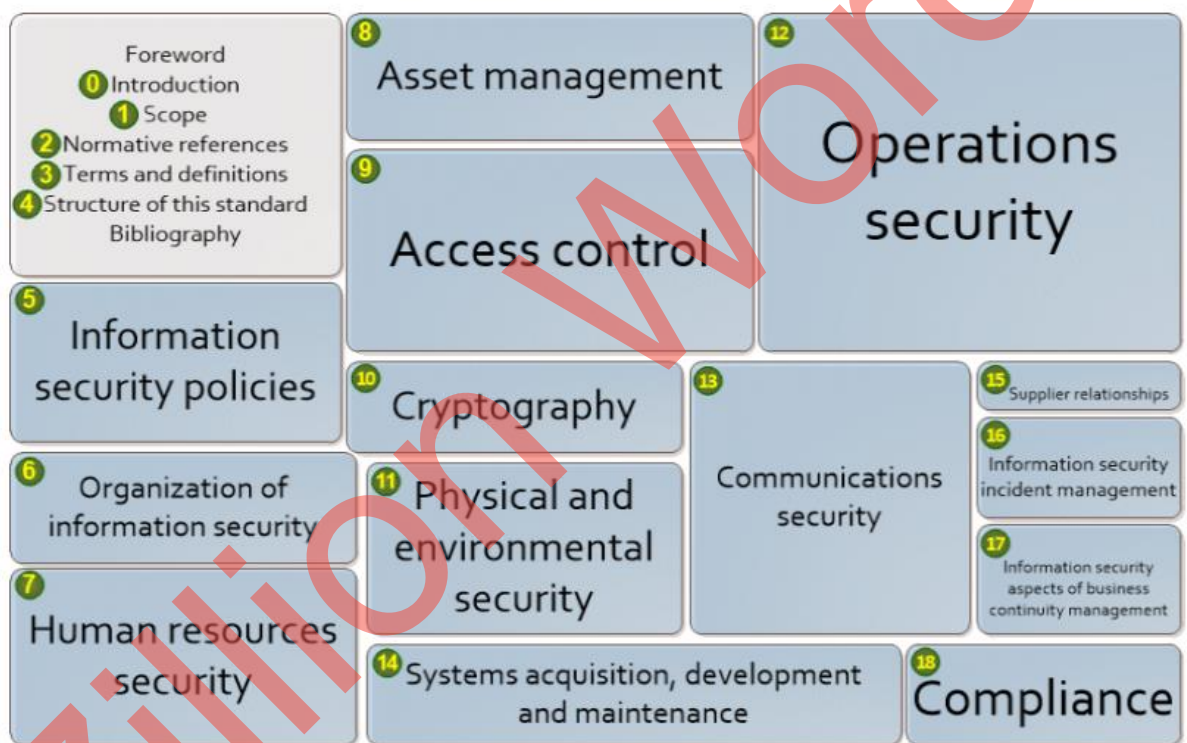 Foreword
0 Introduction
1 Scope
2 Normative references
3 Terms and definitions
4 Structure of this standard
Bibliography
5
Information
security policies
6
Organization of
information security
7
Human resources
security
8
Asset management
9
Access control
10
Cryptography
11
Physical and
environmental
security
12
Operations
security
13
Communications
security
14
Systems acquisition, development
and maintenance
15
Supplier relationships
16
Information security
incident management
17
Information security
aspects of business
continuity management
18
Compliance
zillion Wor